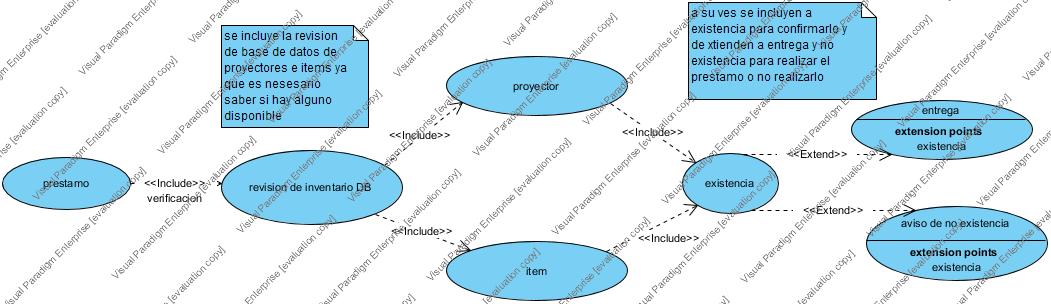 se incluye la revision
de base de datos de
proyectores e items ya
que es nesesario
saber si hay alguno
disponible
a su ves se incluyen a
existencia para confirmarlo y
de xtienden a entrega y no
existencia para realizar el
prestamo o no realizarlo
prestamo
<<Include>>
verificacion
revision de inventario DB
<<Include>>
<<Include>>
proyector
item
<<Include>>
<<Include>>
existencia
<<Extend>>
<<Extend>>
entrega
extension points
existencia
aviso de no existencia
extension points
existencia
Visual Paradigm Enterprise [evaluation copy]